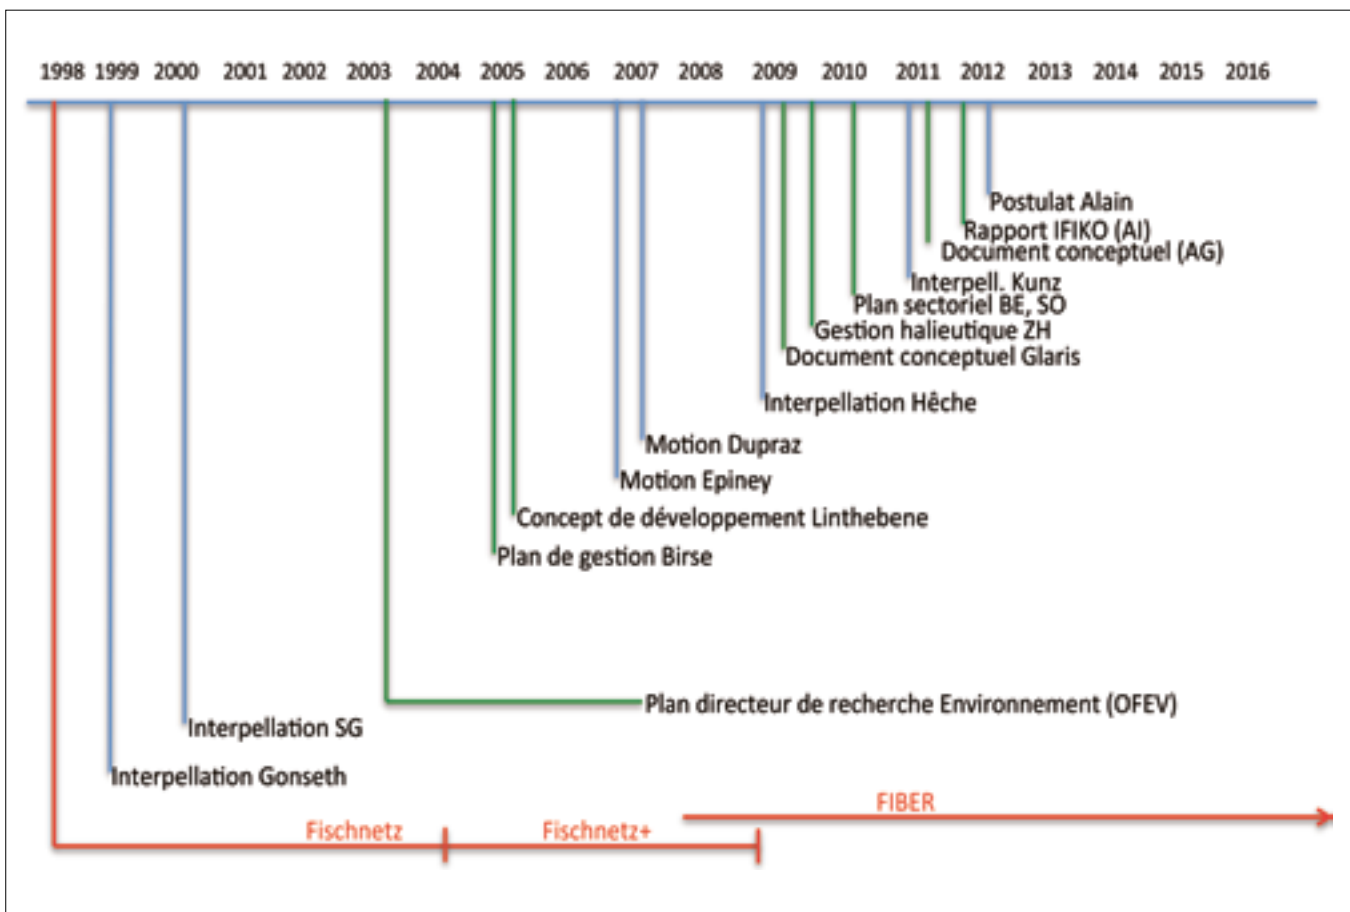 1998 1999 2000 2001 2002 2003 2004 2005 2006 2007 2008 2009 2010 2011 2012 2013 2014 2015 2016
Postulat Alain
Rapport IFIKO (AI)
Document conceptuel (AG)
Interpell. Kunz
Plan sectoriel BE, SO
Gestion halieutique ZH
Document conceptuel Glaris
Interpellation Hêche
Motion Dupraz
Motion Epiney
Concept de développement Linthebene
Plan de gestion Birse
Plan directeur de recherche Environnement (OFEV)
Interpellation SG
Interpellation Gonseth
FIBER
Fischnetz Fischnetz+